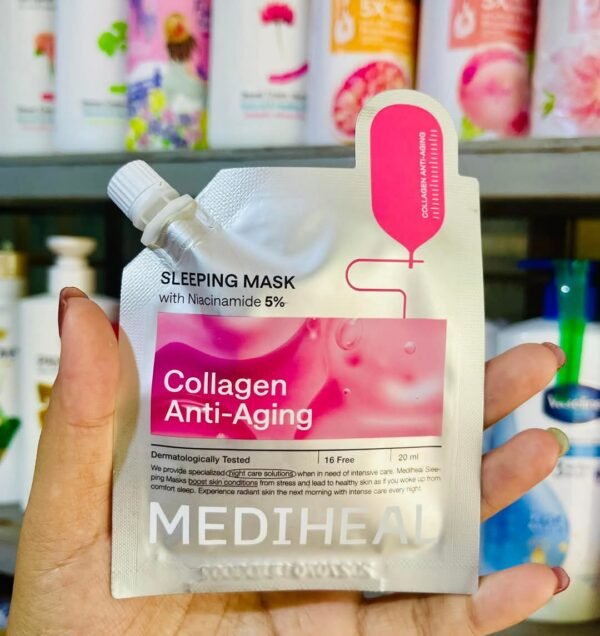 COLLAGEN ANTI-AGING
SLEEPING MASK
with Niacinamide 5%
Collagen
Anti-Aging
Dermatologically Tested
16 Free
20 ml
We provide specialized night care solutions when in need of intensive care. Mediheal Slee-
ping Masks boost skin conditions from stress and lead to healthy skin as if you woke up from
comfort sleep. Experience radiant skin the next morning with intense care every night.
MEDIHEAL
Vaseline